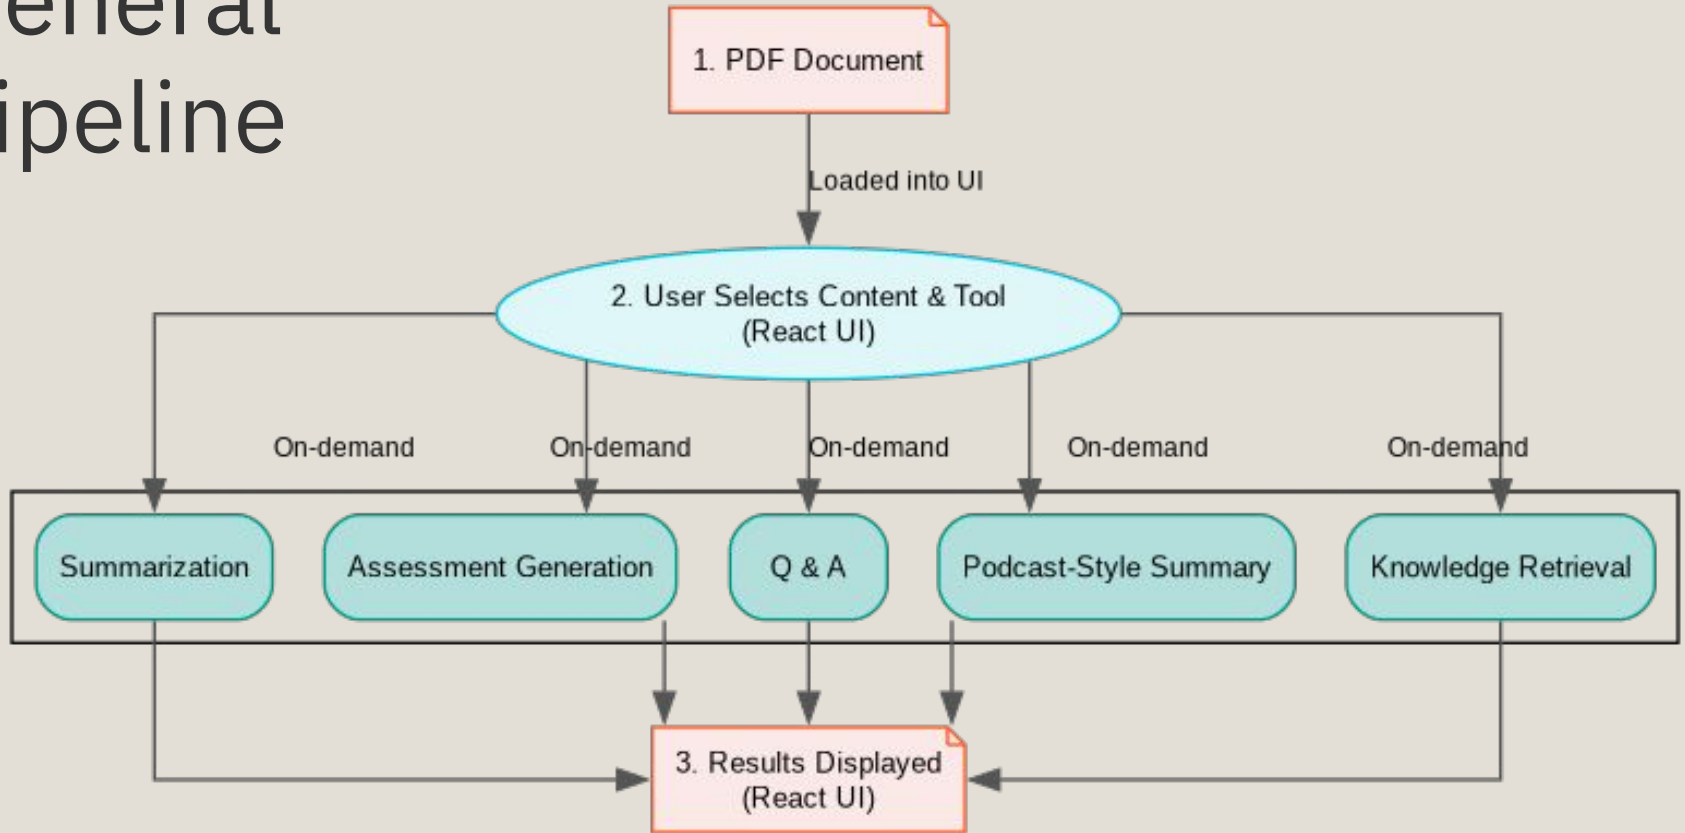 eneral
ipeline
1. PDF Document
Loaded into UI
2. User Selects Content & Tool
(React UI)
On-demand
On-demand
On-demand
On-demand
On-demand
Summarization
Assessment Generation
Q & A
Podcast-Style Summary
Knowledge Retrieval
3. Results Displayed
(React UI)